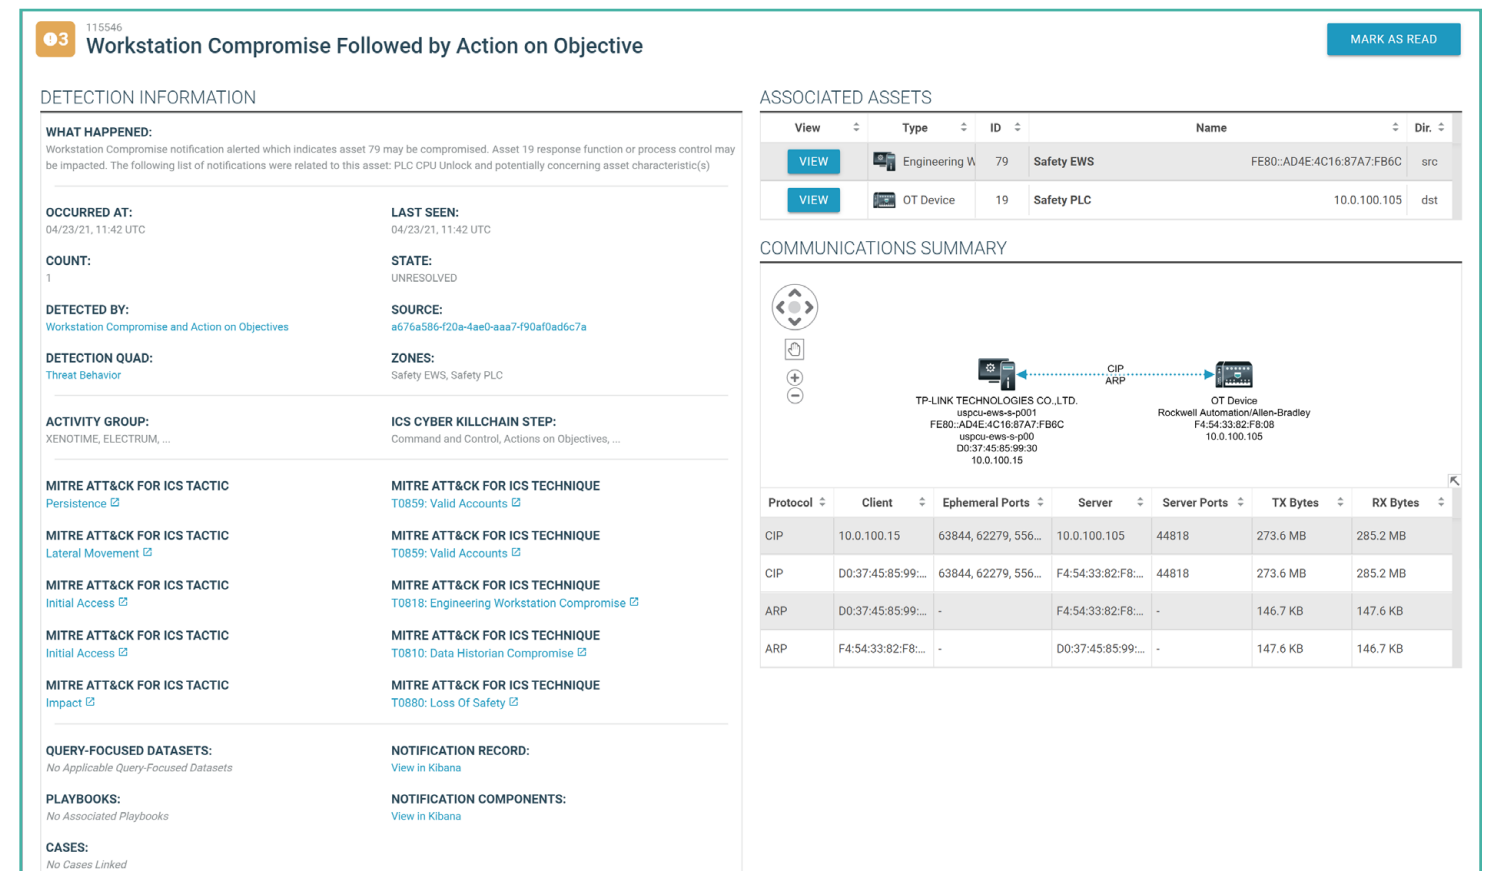 3
115546
Workstation Compromise Followed by Action on Objective
MARK AS READ
DETECTION INFORMATION
WHAT HAPPENED:
Workstation Compromise notification alerted which indicates asset 79 may be compromised. Asset 19 response function or process control may
be impacted. The following list of notifications were related to this asset: PLC CPU Unlock and potentially concerning asset characteristic(s)
OCCURRED AT: LAST SEEN:
04/23/21, 11:42 UTC 04/23/21, 11:42 UTC
COUNT: STATE:
1 UNRESOLVED
DETECTED BY: SOURCE:
Workstation Compromise and Action on Objectives a676a586-f20a-4ae0-aaa7-f90af0ad6c7a
DETECTION QUAD: ZONES:
Threat Behavior Safety EWS, Safety PLC
ACTIVITY GROUP: ICS CYBER KILLCHAIN STEP:
XENOTIME, ELECTRUM, ... Command and Control, Actions on Objectives, ...
MITRE ATT&CK FOR ICS TACTIC MITRE ATT&CK FOR ICS TECHNIQUE
Persistence T0859: Valid Accounts
MITRE ATT&CK FOR ICS TACTIC MITRE ATT&CK FOR ICS TECHNIQUE
Lateral Movement T0859: Valid Accounts
MITRE ATT&CK FOR ICS TACTIC MITRE ATT&CK FOR ICS TECHNIQUE
Initial Access T0818: Engineering Workstation Compromise
MITRE ATT&CK FOR ICS TACTIC MITRE ATT&CK FOR ICS TECHNIQUE
Initial Access T0810: Data Historian Compromise
MITRE ATT&CK FOR ICS TACTIC MITRE ATT&CK FOR ICS TECHNIQUE
Impact T0880: Loss Of Safety
QUERY-FOCUSED DATASETS: NOTIFICATION RECORD:
No Applicable Query-Focused Datasets View in Kibana
PLAYBOOKS: NOTIFICATION COMPONENTS:
No Associated Playbooks View in Kibana
CASES:
No Cases Linked
ASSOCIATED ASSETS
View Type ID Name Dir.
VIEW Engineering W 79 Safety EWS FE80::AD4E:4C16:87A7:FB6C src
VIEW OT Device 19 Safety PLC 10.0.100.105 dst
COMMUNICATIONS SUMMARY
CIP
ARP
TP-LINK TECHNOLOGIES CO.,LTD.
uspcu-ews-s-p001
FE80::AD4E:4C16:87A7:FB6C
uspcu-ews-s-p00
D0:37:45:85:99:30
10.0.100.15
OT Device
Rockwell Automation/Allen-Bradley
F4:54:33:82:F8:08
10.0.100.105
Protocol Client Ephemeral Ports Server Server Ports TX Bytes RX Bytes
CIP 10.0.100.15 63844, 62279, 556... 10.0.100.105 44818 273.6 MB 285.2 MB
CIP D0:37:45:85:99:... 63844, 62279, 556... F4:54:33:82:F8:... 44818 273.6 MB 285.2 MB
ARP D0:37:45:85:99:... - F4:54:33:82:F8:... - 146.7 KB 147.6 KB
ARP F4:54:33:82:F8:... - D0:37:45:85:99:... - 147.6 KB 146.7 KB